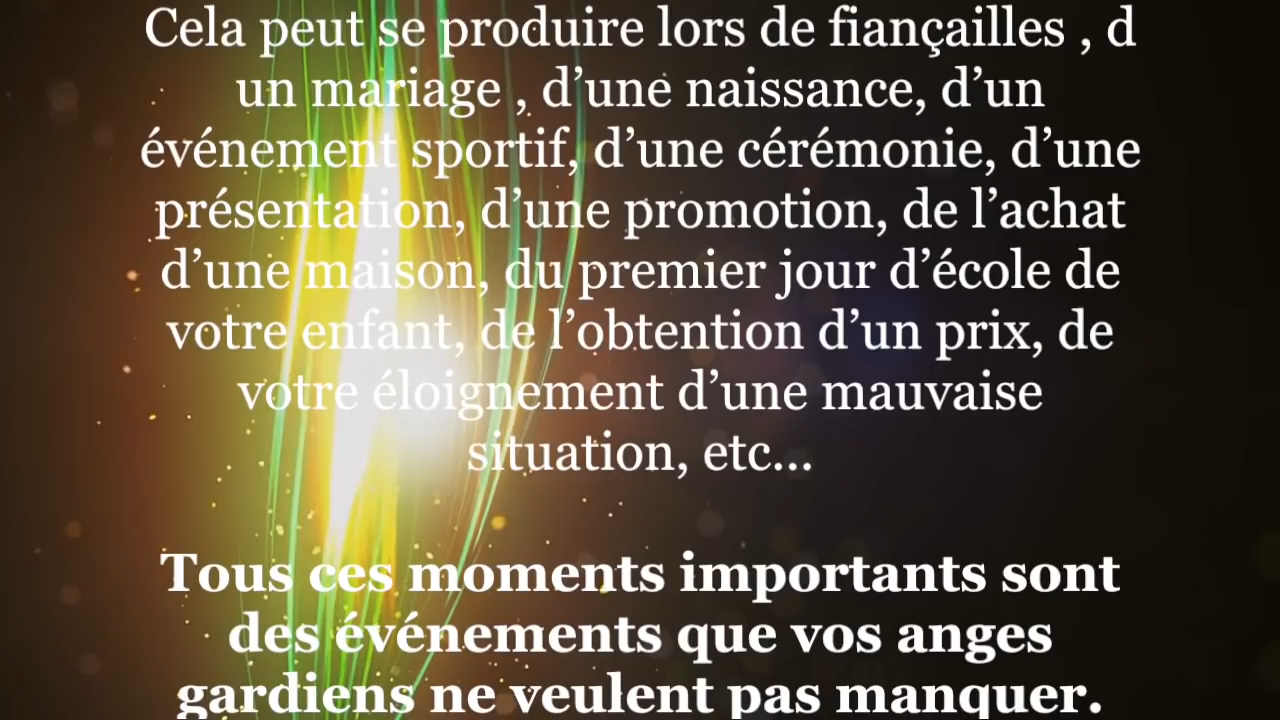 Cela peut se produire lors de fiançailles , d
un mariage , d’une naissance, d’un
événement sportif, d’une cérémonie, d’une
présentation, d’une promotion, de l’achat
d’une maison, du premier jour d’école de
votre enfant, de l’obtention d’un prix, de
votre éloignement d’une mauvaise
situation, etc...
Tous ces moments importants sont
des événements que vos anges
gardiens ne veulent pas manquer.